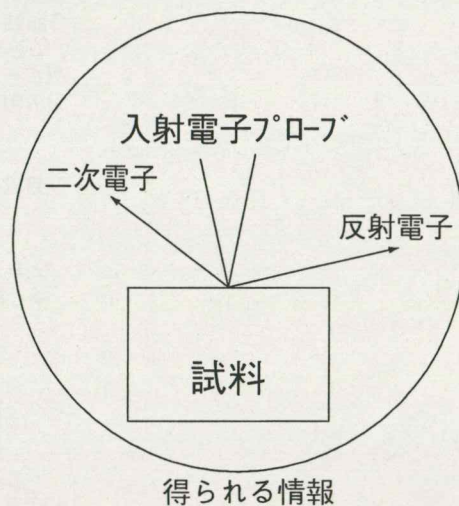 入射電子ﾌﾟﾛｰﾌﾞ
二次電子
反射電子
試料
得られる情報